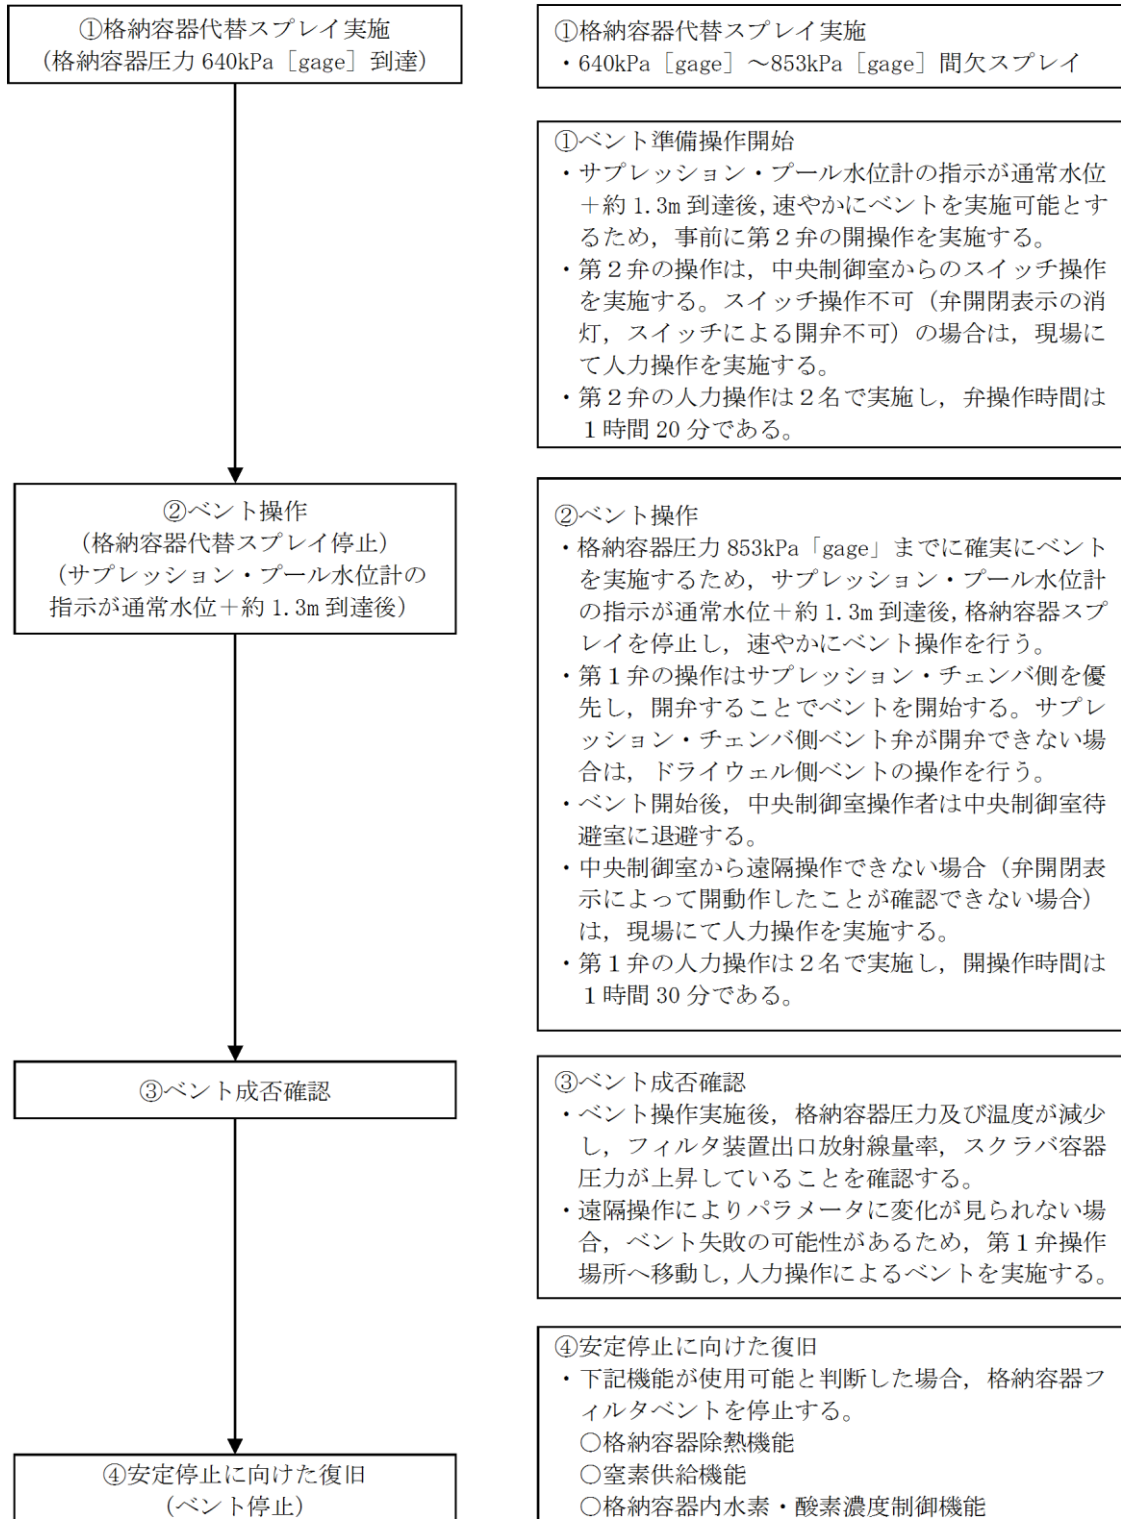 ①格納容器代替スプレイ実施
(格納容器圧力 640kPa［gage］到達)
①格納容器代替スプレイ実施
・640kPa［gage］～853kPa［gage］間欠スプレイ
①ベント準備操作開始
・サプレッション・プール水位計の指示が通常水位
＋約 1.3m 到達後,速やかにベントを実施可能とす
るため，事前に第２弁の開操作を実施する。
・第２弁の操作は，中央制御室からのスイッチ操作
を実施する。スイッチ操作不可（弁開閉表示の消
灯，スイッチによる開弁不可）の場合は，現場に
て人力操作を実施する。
・第２弁の人力操作は２名で実施し，弁操作時間は
１時間 20 分である。
②ベント操作
（格納容器代替スプレイ停止）
（サプレッション・プール水位計の
指示が通常水位＋約 1.3m 到達後）
②ベント操作
・格納容器圧力 853kPa「gage」までに確実にベント
を実施するため，サプレッション・プール水位計
の指示が通常水位＋約 1.3m 到達後,格納容器スプ
レイを停止し，速やかにベント操作を行う。
・第１弁の操作はサプレッション・チェンバ側を優
先し，開弁することでベントを開始する。サプレ
ッション・チェンバ側ベント弁が開弁できない場
合は，ドライウェル側ベントの操作を行う。
・ベント開始後，中央制御室操作者は中央制御室待
避室に退避する。
・中央制御室から遠隔操作できない場合（弁開閉表
示によって開動作したことが確認できない場合）
は，現場にて人力操作を実施する。
・第１弁の人力操作は２名で実施し，開操作時間は
１時間 30 分である。
③ベント成否確認
③ベント成否確認
・ベント操作実施後，格納容器圧力及び温度が減少
し，フィルタ装置出口放射線量率，スクラバ容器
圧力が上昇していることを確認する。
・遠隔操作によりパラメータに変化が見られない場
合，ベント失敗の可能性があるため，第１弁操作
場所へ移動し,人力操作によるベントを実施する。
④安定停止に向けた復旧
(ベント停止)
④安定停止に向けた復旧
・下記機能が使用可能と判断した場合，格納容器フ
ィルタベントを停止する。
○格納容器除熱機能
○窒素供給機能
○格納容器内水素・酸素濃度制御機能